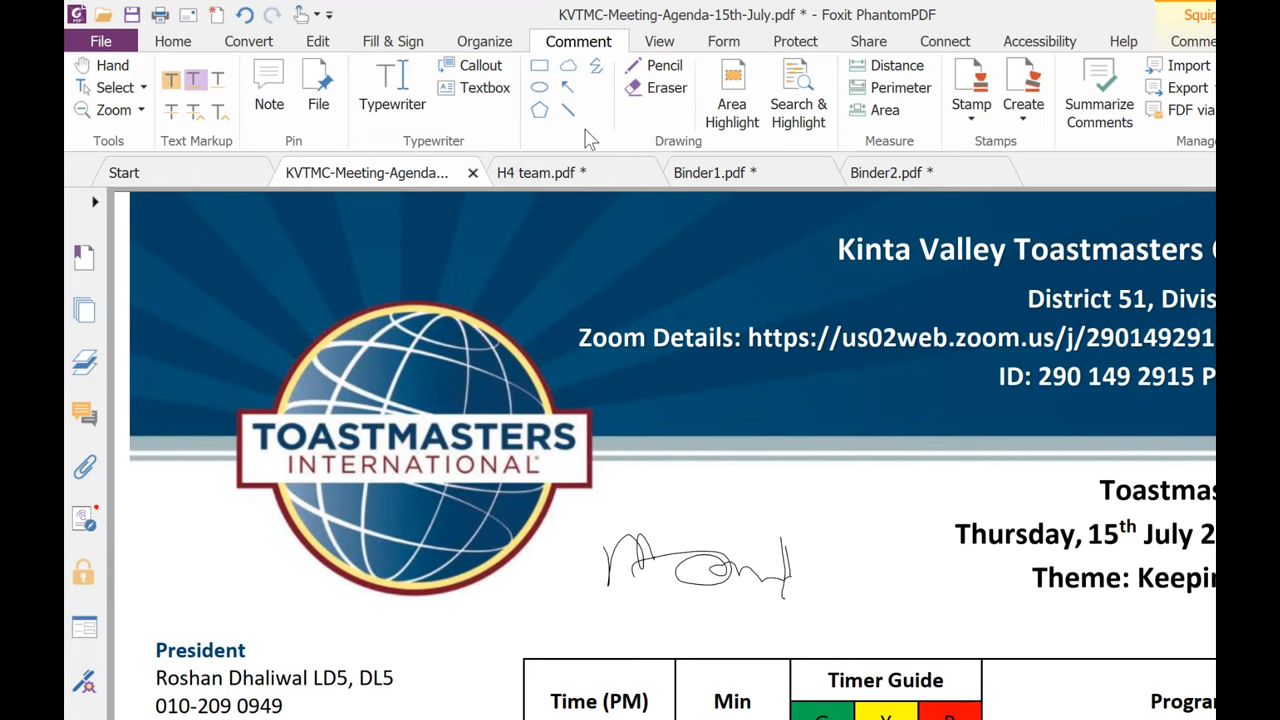 KVTMC-Meeting-Agenda-15th-July.pdf * - Foxit PhantomPDF
File Home Convert Edit Fill & Sign Organize Comment View Form Protect Share Connect Accessibility Help
Hand
Select
Zoom
Tools
Text Markup
Note
File
Pin
Typewriter
Callout
Textbox
Typewriter
Pencil
Eraser
Area Highlight
Search & Highlight
Drawing
Distance
Perimeter
Area
Measure
Stamp
Create
Stamps
Summarize Comments
Import
Export
FDF via
Start
KVTMC-Meeting-Agenda...
H4 team.pdf *
Binder1.pdf *
Binder2.pdf *
Kinta Valley Toastmasters
District 51,
Zoom Details: https://us02web.zoom.us/j/290149291
ID: 290 149 2915 P
TOASTMASTERS
INTERNATIONAL
Thursday, 15th July 2
Theme:
President
Roshan Dhaliwal LD5, DL5
010-209 0949
Time (PM)
Min
Timer Guide